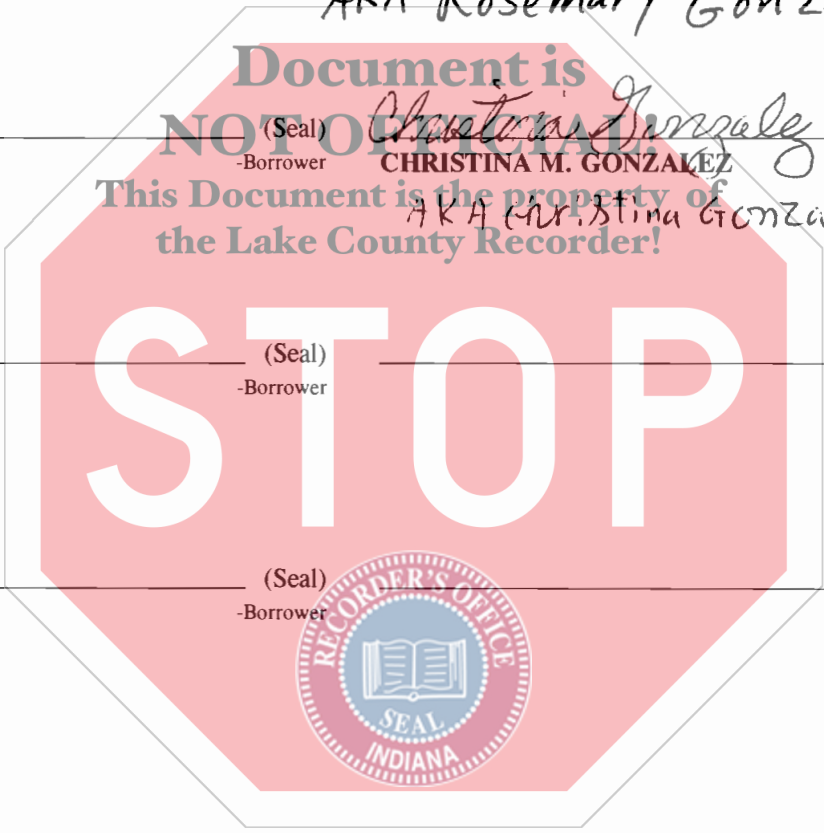 AKA Rosemary Gonz
Document is
NOT OFFICIAL!
(Seal) Christina Gonzalez
-Borrower CHRISTINA M. GONZALEZ
This Document is the property of
AKA Christina Gonza
the Lake County Recorder!
(Seal)
-Borrower
STOP
(Seal)
-Borrower
RECORDER'S OFFICE
SEAL
INDIANA